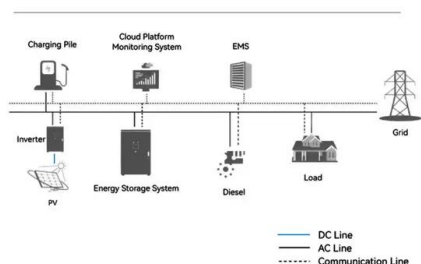 Charging Pile
Cloud Platform
Monitoring System
EMS
Grid
Inverter
PV
Energy Storage System
Diesel
Load
DC Line
AC Line
Communication Line